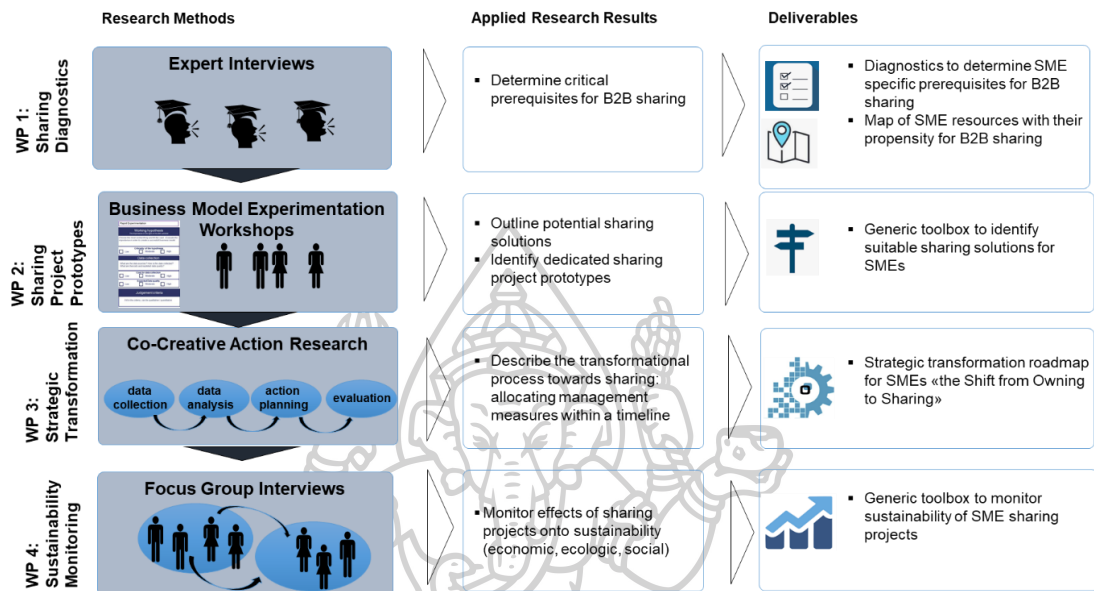 Research Methods
Applied Research Results
Deliverables
WP 1:
Sharing
Diagnostics
Expert Interviews
▪ Determine critical
prerequisites for B2B sharing
▪ Diagnostics to determine SME
specific prerequisites for B2B
sharing
▪ Map of SME resources with their
propensity for B2B sharing
WP 2:
Sharing
Project
Prototypes
Business Model Experimentation
Workshops
▪ Outline potential sharing
solutions
▪ Identify dedicated sharing
project prototypes
▪ Generic toolbox to identify
suitable sharing solutions for
SMEs
WP 3:
Strategic
Transformation
Co-Creative Action Research
data
collection
data
analysis
action
planning
evaluation
▪ Describe the transformational
process towards sharing:
allocating management
measures within a timeline
▪ Strategic transformation roadmap
for SMEs «the Shift from Owning
to Sharing»
WP 4:
Sustainability
Monitoring
Focus Group Interviews
▪ Monitor effects of sharing
projects onto sustainability
(economic, ecologic, social)
▪ Generic toolbox to monitor
sustainability of SME sharing
projects